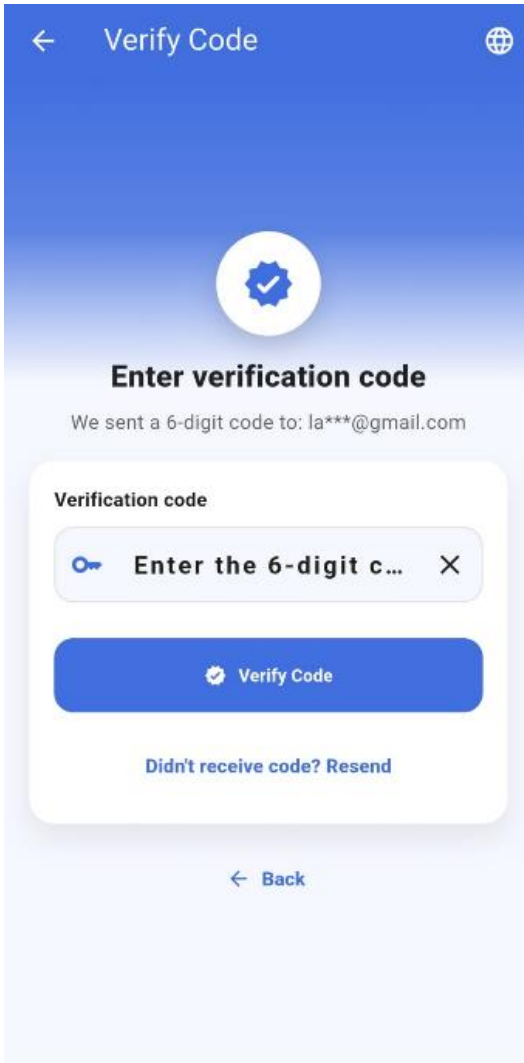 Verify Code
Enter verification code
We sent a 6-digit code to: la***@gmail.com
Verification code
Enter the 6-digit c...
Verify Code
Didn't receive code? Resend
Back